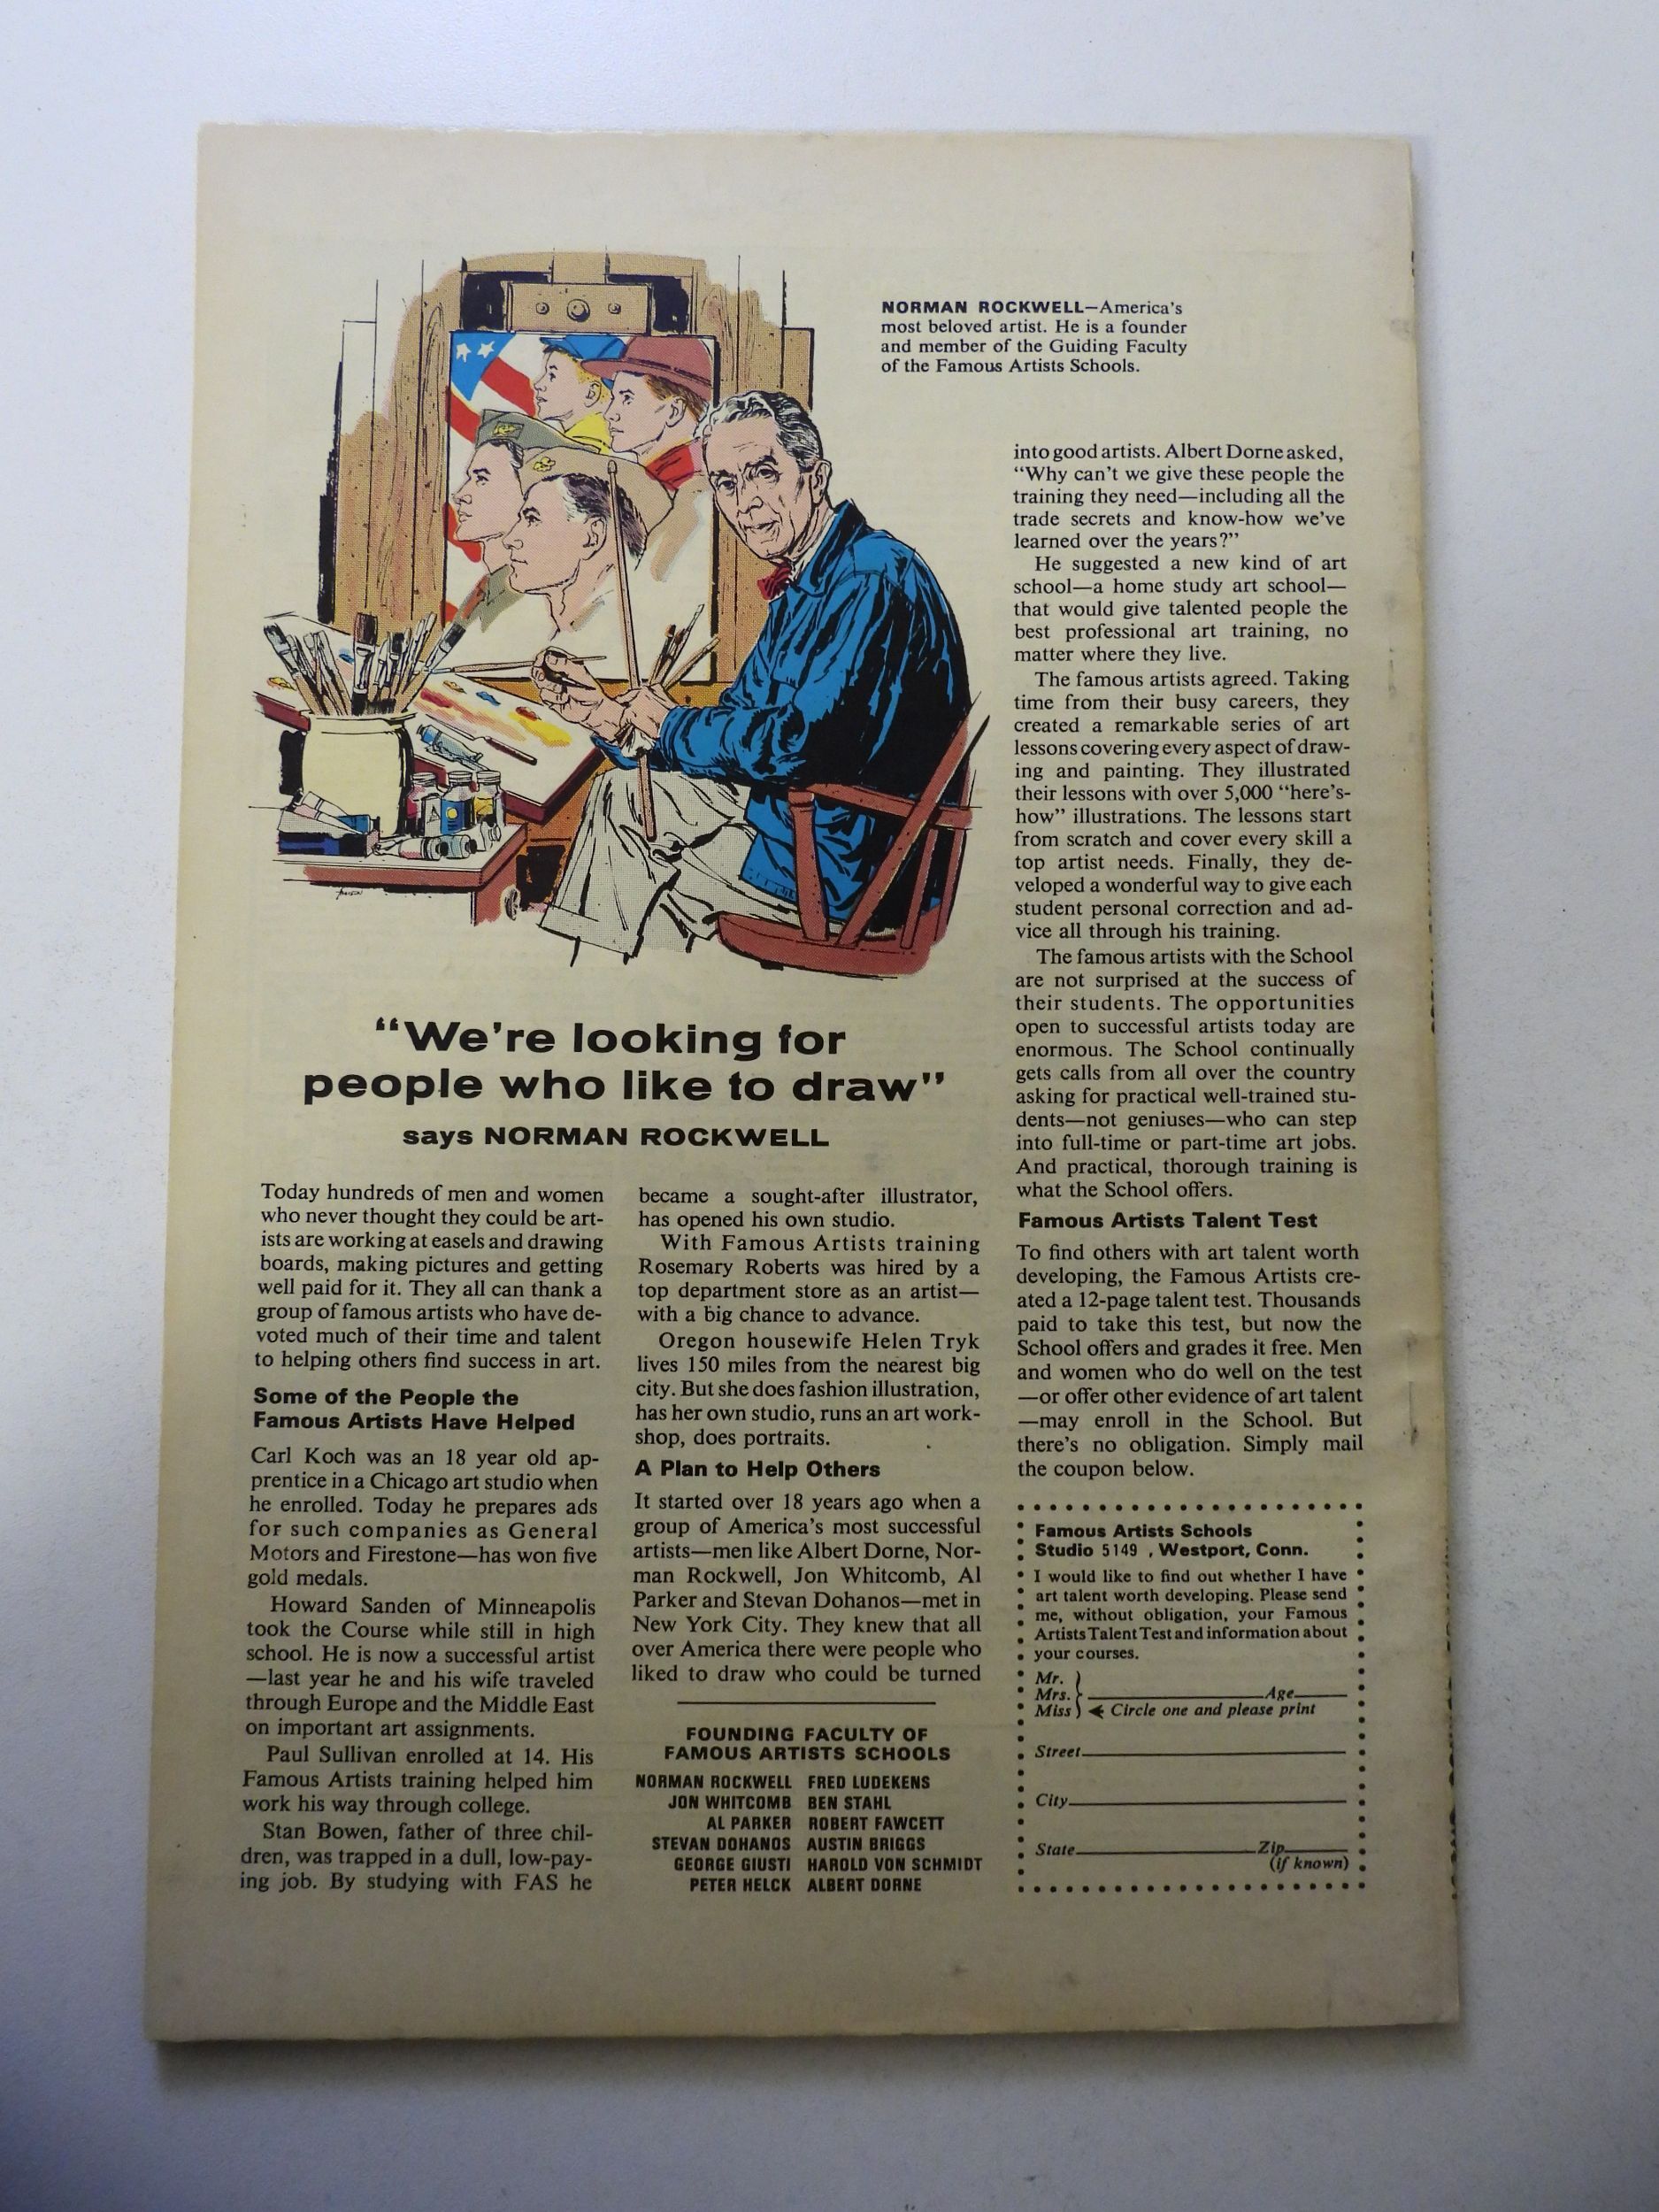 NORMAN ROCKWELL—America's
most beloved artist. He is a founder
and member of the Guiding Faculty
of the Famous Artists Schools.
"We're looking for
people who like to draw"
says NORMAN ROCKWELL
Today hundreds of men and women
who never thought they could be art-
ists are working at easels and drawing
boards, making pictures and getting
well paid for it. They all can thank a
group of famous artists who have de-
voted much of their time and talent
to helping others find success in art.
Some of the People the
Famous Artists Have Helped
Carl Koch was an 18 year old ap-
prentice in a Chicago art studio when
he enrolled. Today he prepares ads
for such companies as General
Motors and Firestone—has won five
gold medals.
Howard Sanden of Minneapolis
took the Course while still in high
school. He is now a successful artist
—last year he and his wife traveled
through Europe and the Middle East
on important art assignments.
Paul Sullivan enrolled at 14. His
Famous Artists training helped him
work his way through college.
Stan Bowen, father of three chil-
dren, was trapped in a dull, low-pay-
ing job. By studying with FAS he
became a sought-after illustrator,
has opened his own studio.
With Famous Artists training
Rosemary Roberts was hired by a
top department store as an artist—
with a big chance to advance.
Oregon housewife Helen Tryk
lives 150 miles from the nearest big
city. But she does fashion illustration,
has her own studio, runs an art work-
shop, does portraits.
A Plan to Help Others
It started over 18 years ago when a
group of America's most successful
artists—men like Albert Dorne, Nor-
man Rockwell, Jon Whitcomb, Al
Parker and Stevan Dohanos—met in
New York City. They knew that all
over America there were people who
liked to draw who could be turned
FOUNDING FACULTY OF
FAMOUS ARTISTS SCHOOLS
NORMAN ROCKWELL FRED LUDEKENS
JON WHITCOMB BEN STAHL
AL PARKER ROBERT FAWCETT
STEVAN DOHANOS AUSTIN BRIGGS
GEORGE GIUSTI HAROLD VON SCHMIDT
PETER HELCK ALBERT DORNE
into good artists. Albert Dorne asked,
"Why can't we give these people the
training they need—including all the
trade secrets and know-how we've
learned over the years?"
He suggested a new kind of art
school—a home study art school—
that would give talented people the
best professional art training, no
matter where they live.
The famous artists agreed. Taking
time from their busy careers, they
created a remarkable series of art
lessons covering every aspect of draw-
ing and painting. They illustrated
their lessons with over 5,000 "here's-
how" illustrations. The lessons start
from scratch and cover every skill a
top artist needs. Finally, they de-
veloped a wonderful way to give each
student personal correction and ad-
vice all through his training.
The famous artists with the School
are not surprised at the success of
their students. The opportunities
open to successful artists today are
enormous. The School continually
gets calls from all over the country
asking for practical well-trained stu-
dents—not geniuses—who can step
into full-time or part-time art jobs.
And practical, thorough training is
what the School offers.
Famous Artists Talent Test
To find others with art talent worth
developing, the Famous Artists cre-
ated a 12-page talent test. Thousands
paid to take this test, but now the
School offers and grades it free. Men
and women who do well on the test
—or offer other evidence of art talent
—may enroll in the School. But
there's no obligation. Simply mail
the coupon below.
Famous Artists Schools
Studio 5149 , Westport, Conn.
I would like to find out whether I have
art talent worth developing. Please send
me, without obligation, your Famous
Artists Talent Test and information about
your courses.
Mr.
Mrs. Age
Miss Circle one and please print
Street
City
State Zip
(if known)